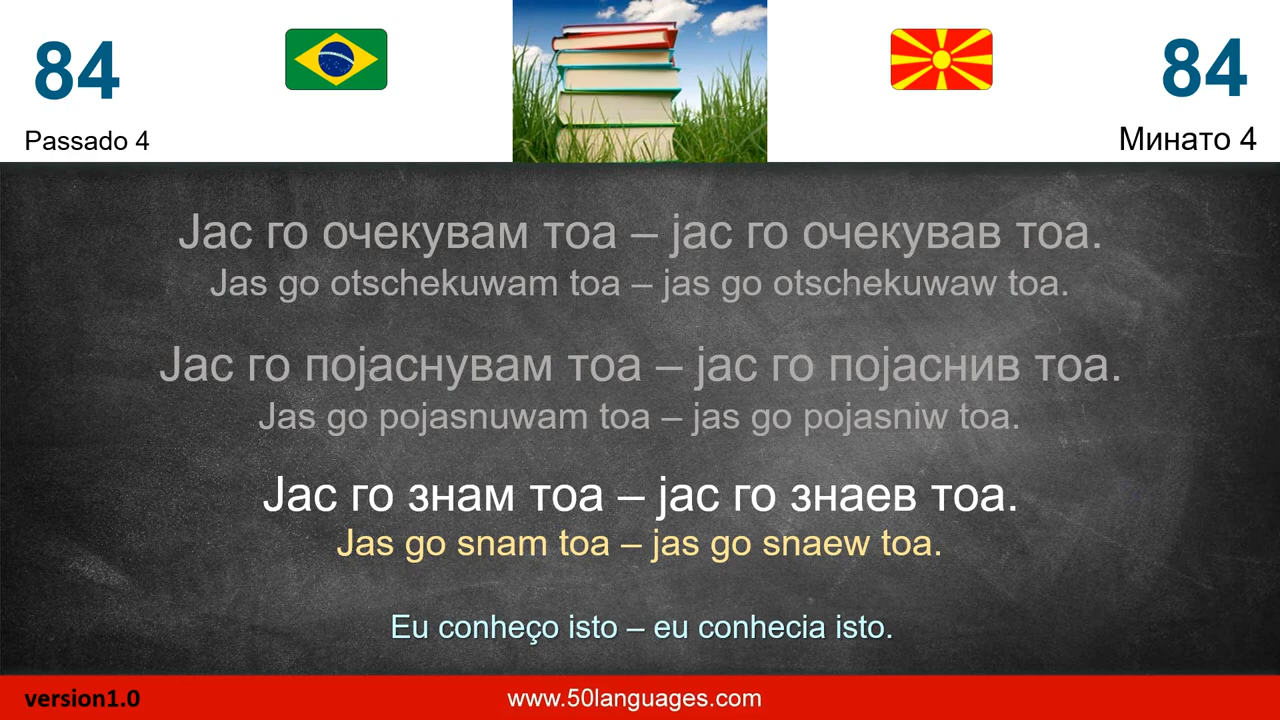 84
84
Passado 4
Минато 4
Јас го очекувам тоа – јас го очекував тоа.
Jas go otschekuwam toa – jas go otschekuwaw toa.
Јас го појаснувам тоа – јас го појаснив тоа.
Jas go pojasnuwam toa – jas go pojasniw toa.
Јас го знам тоа – јас го знаев тоа.
Jas go snam toa – jas go snaew toa.
Eu conheço isto – eu conhecia isto.
version1.0
www.50languages.com